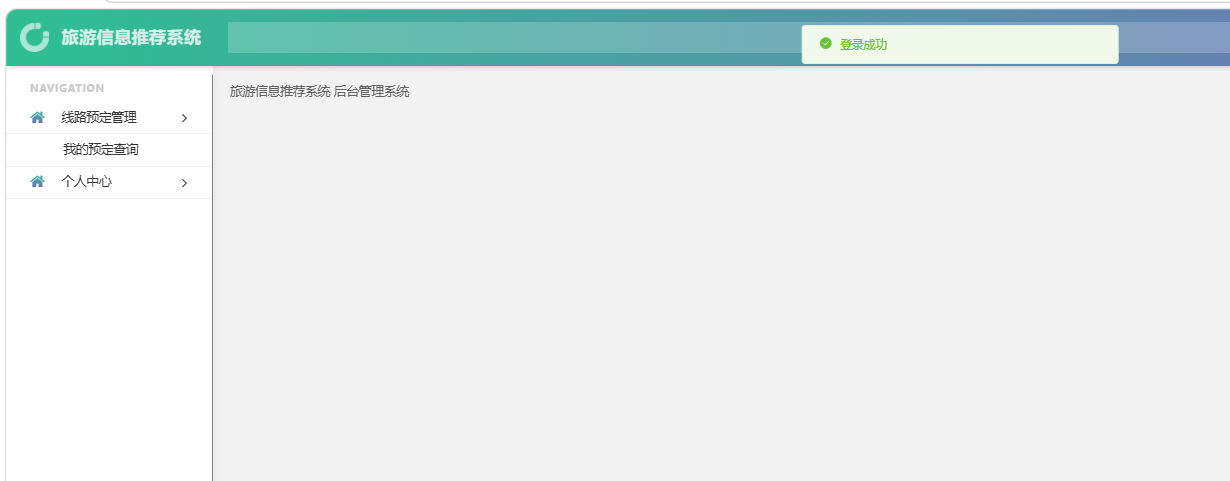 旅游信息推荐系统
登录成功
NAVIGATION
线路预定管理
我的预定查询
个人中心
旅游信息推荐系统 后台管理系统